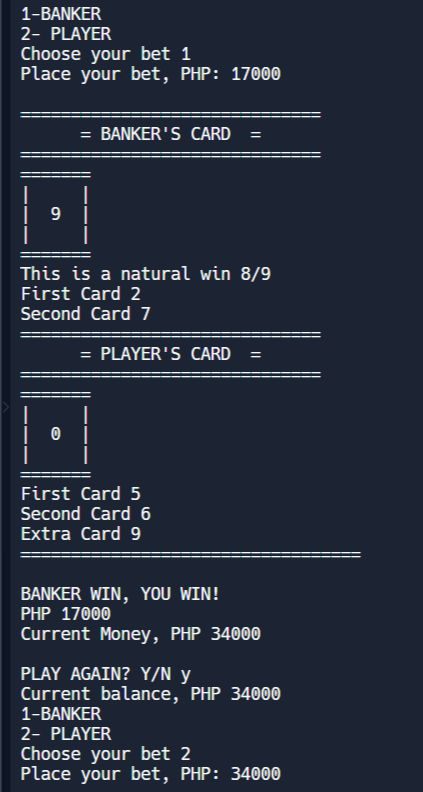 1-BANKER
2- PLAYER
Choose your bet 1
Place your bet, PHP: 17000
==============================
= BANKER'S CARD  =
==============================
=======
|     |
|  9  |
|     |
=======
This is a natural win 8/9
First Card 2
Second Card 7
==============================
= PLAYER'S CARD  =
==============================
=======
|     |
|  0  |
|     |
=======
First Card 5
Second Card 6
Extra Card 9
==================================
BANKER WIN, YOU WIN!
PHP 17000
Current Money, PHP 34000
PLAY AGAIN? Y/N y
Current balance, PHP 34000
1-BANKER
2- PLAYER
Choose your bet 2
Place your bet, PHP: 34000